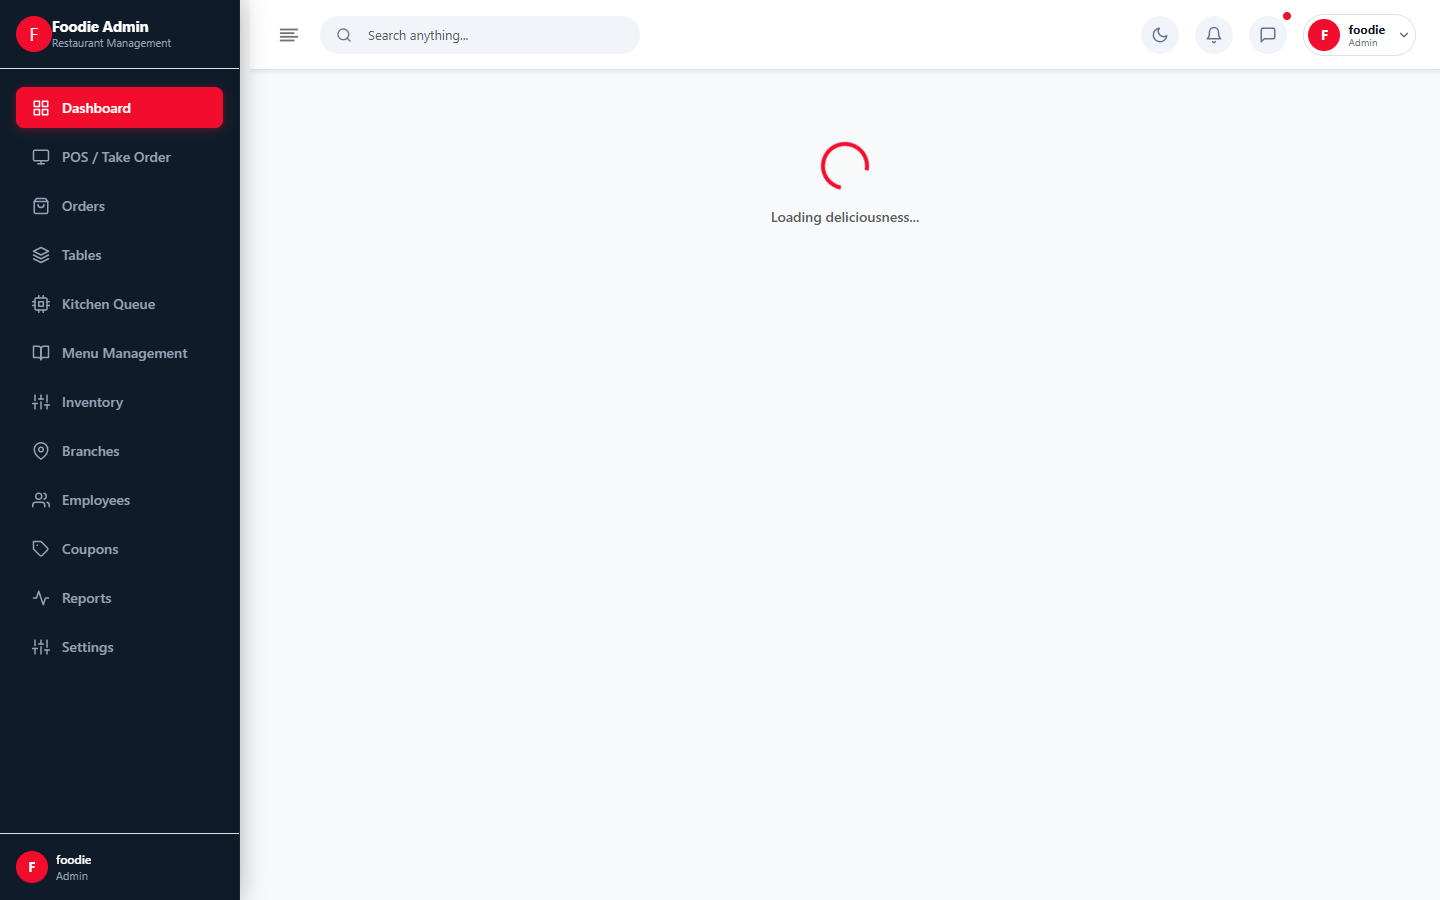 F
Foodie Admin
Restaurant Management
Search anything...
F
foodie
Admin
Dashboard
POS / Take Order
Orders
Tables
Kitchen Queue
Menu Management
Inventory
Branches
Employees
Coupons
Reports
Settings
Loading deliciousness...
F
foodie
Admin